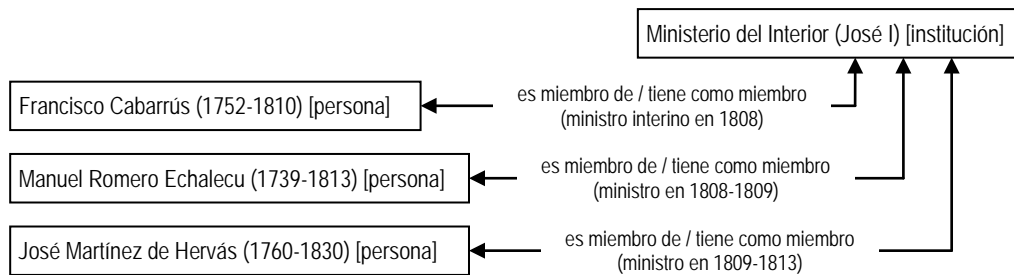 Ministerio del Interior (José I) [institución]
Francisco Cabarrús (1752-1810) [persona]
es miembro de / tiene como miembro
(ministro interino en 1808)
Manuel Romero Echalecu (1739-1813) [persona]
es miembro de / tiene como miembro
(ministro en 1808-1809)
José Martínez de Hervás (1760-1830) [persona]
es miembro de / tiene como miembro
(ministro en 1809-1813)